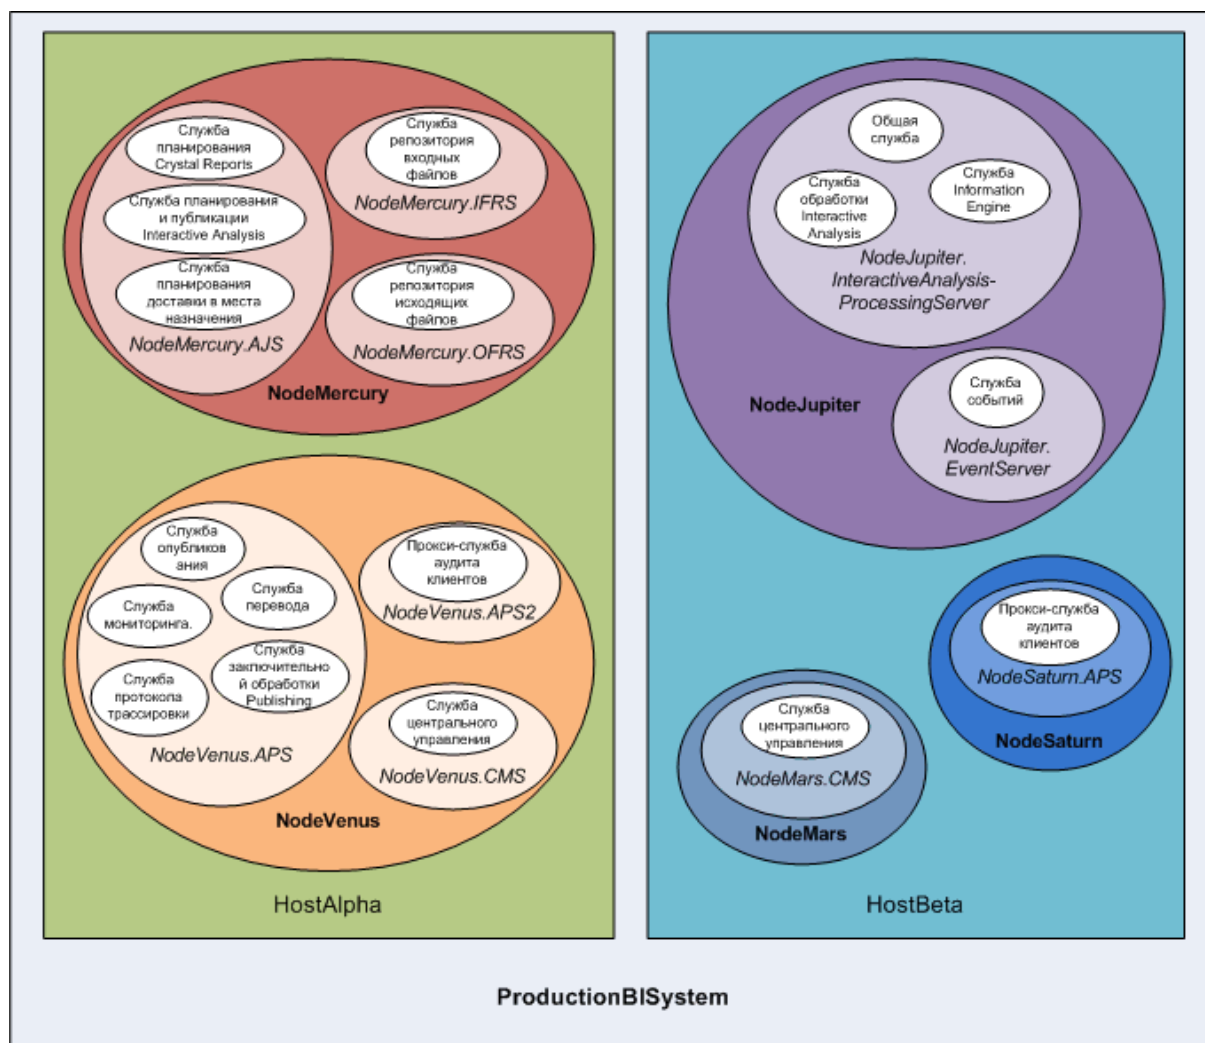 Служба
планирования
Crystal Reports
Служба планирования
и публикации
Interactive Analysis
Служба
планирования
доставки в места
назначения
NodeMercury.AJS
Служба
репозитория
входных
файлов
NodeMercury.IFRS
Служба
репозитория
исходящих
файлов
NodeMercury.OFRS
NodeMercury
Служба
опубликов
ания
Служба
мониторинга.
Служба
перевода
Служба
протокола
трассировки
Служба
заключительно
й обработки
Publishing
NodeVenus.APS
Прокси-служба
аудита
клиентов
NodeVenus.APS2
Служба
центрального
управления
NodeVenus.CMS
NodeVenus
HostAlpha
Общая
служба
Служба
обработки
Interactive
Analysis
Служба
Information
Engine
NodeJupiter.
InteractiveAnalysis-
ProcessingServer
Служба
событий
NodeJupiter.
EventServer
NodeJupiter
Прокси-служба
аудита
клиентов
NodeSaturn.APS
NodeSaturn
Служба
центрального
управления
NodeMars.CMS
NodeMars
HostBeta
ProductionBISystem